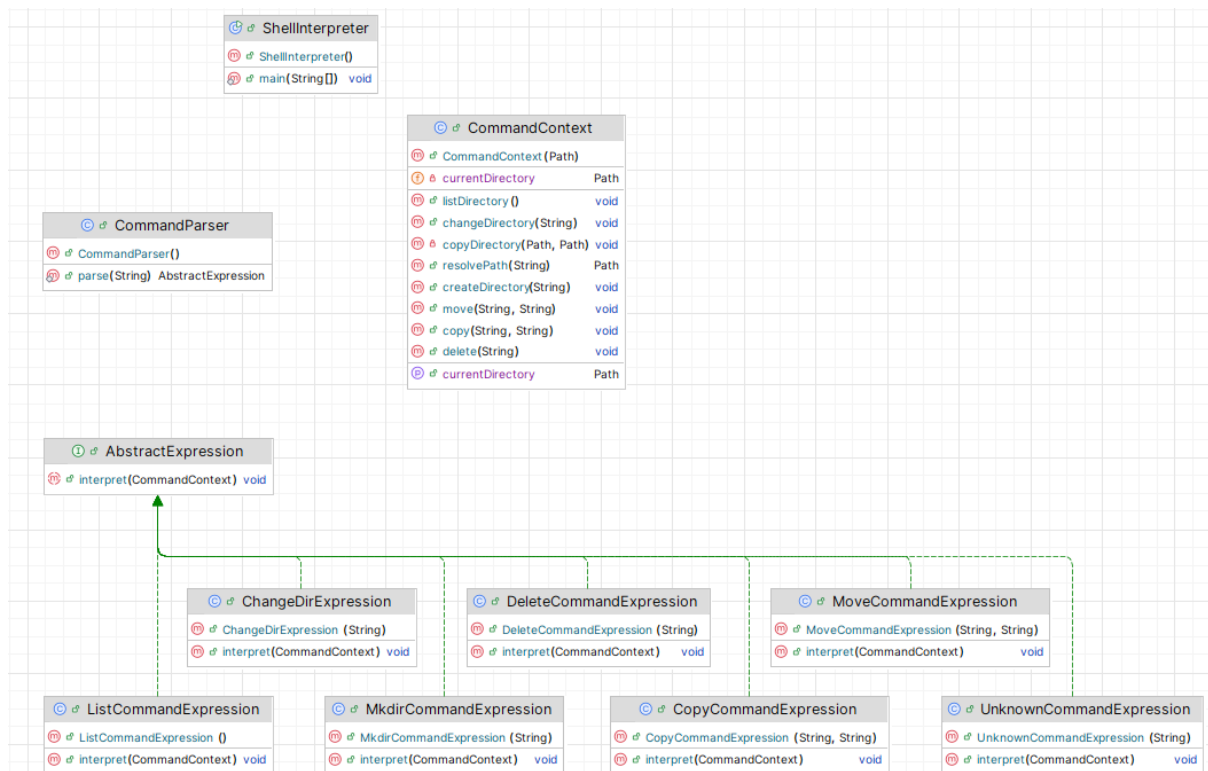 ShellInterpreter
ShellInterpreter()
main(String[]) void
CommandContext
CommandContext(Path)
currentDirectory Path
listDirectory() void
changeDirectory(String) void
copyDirectory(Path, Path) void
resolvePath(String) Path
createDirectory(String) void
move(String, String) void
copy(String, String) void
delete(String) void
currentDirectory Path
CommandParser
CommandParser()
parse(String) AbstractExpression
AbstractExpression
interpret(CommandContext) void
ChangeDirExpression
ChangeDirExpression (String)
interpret(CommandContext) void
DeleteCommandExpression
DeleteCommandExpression (String)
interpret(CommandContext) void
MoveCommandExpression
MoveCommandExpression (String, String)
interpret(CommandContext) void
ListCommandExpression
ListCommandExpression ()
interpret(CommandContext) void
MkdirCommandExpression
MkdirCommandExpression (String)
interpret(CommandContext) void
CopyCommandExpression
CopyCommandExpression (String, String)
interpret(CommandContext) void
UnknownCommandExpression
UnknownCommandExpression (String)
interpret(CommandContext) void